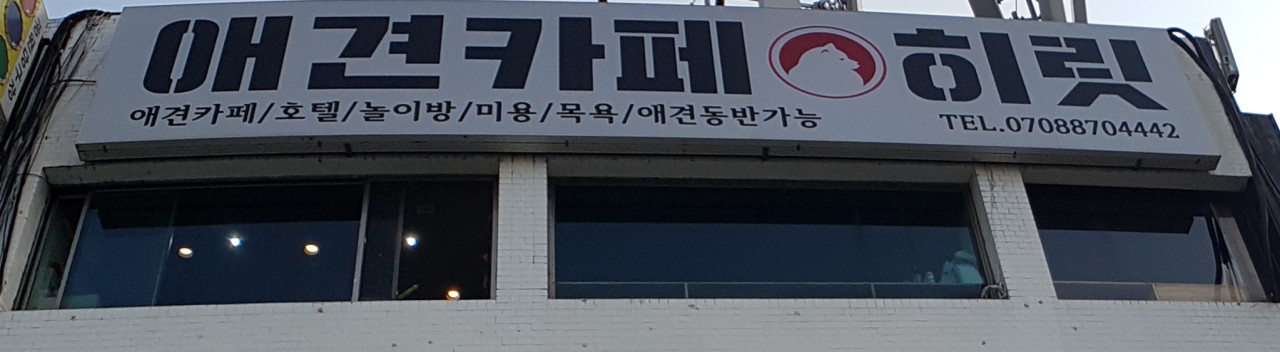 애견카페 히릿
애견카페/호텔/놀이방/미용/목욕/애견동반가능
TEL.07088704442